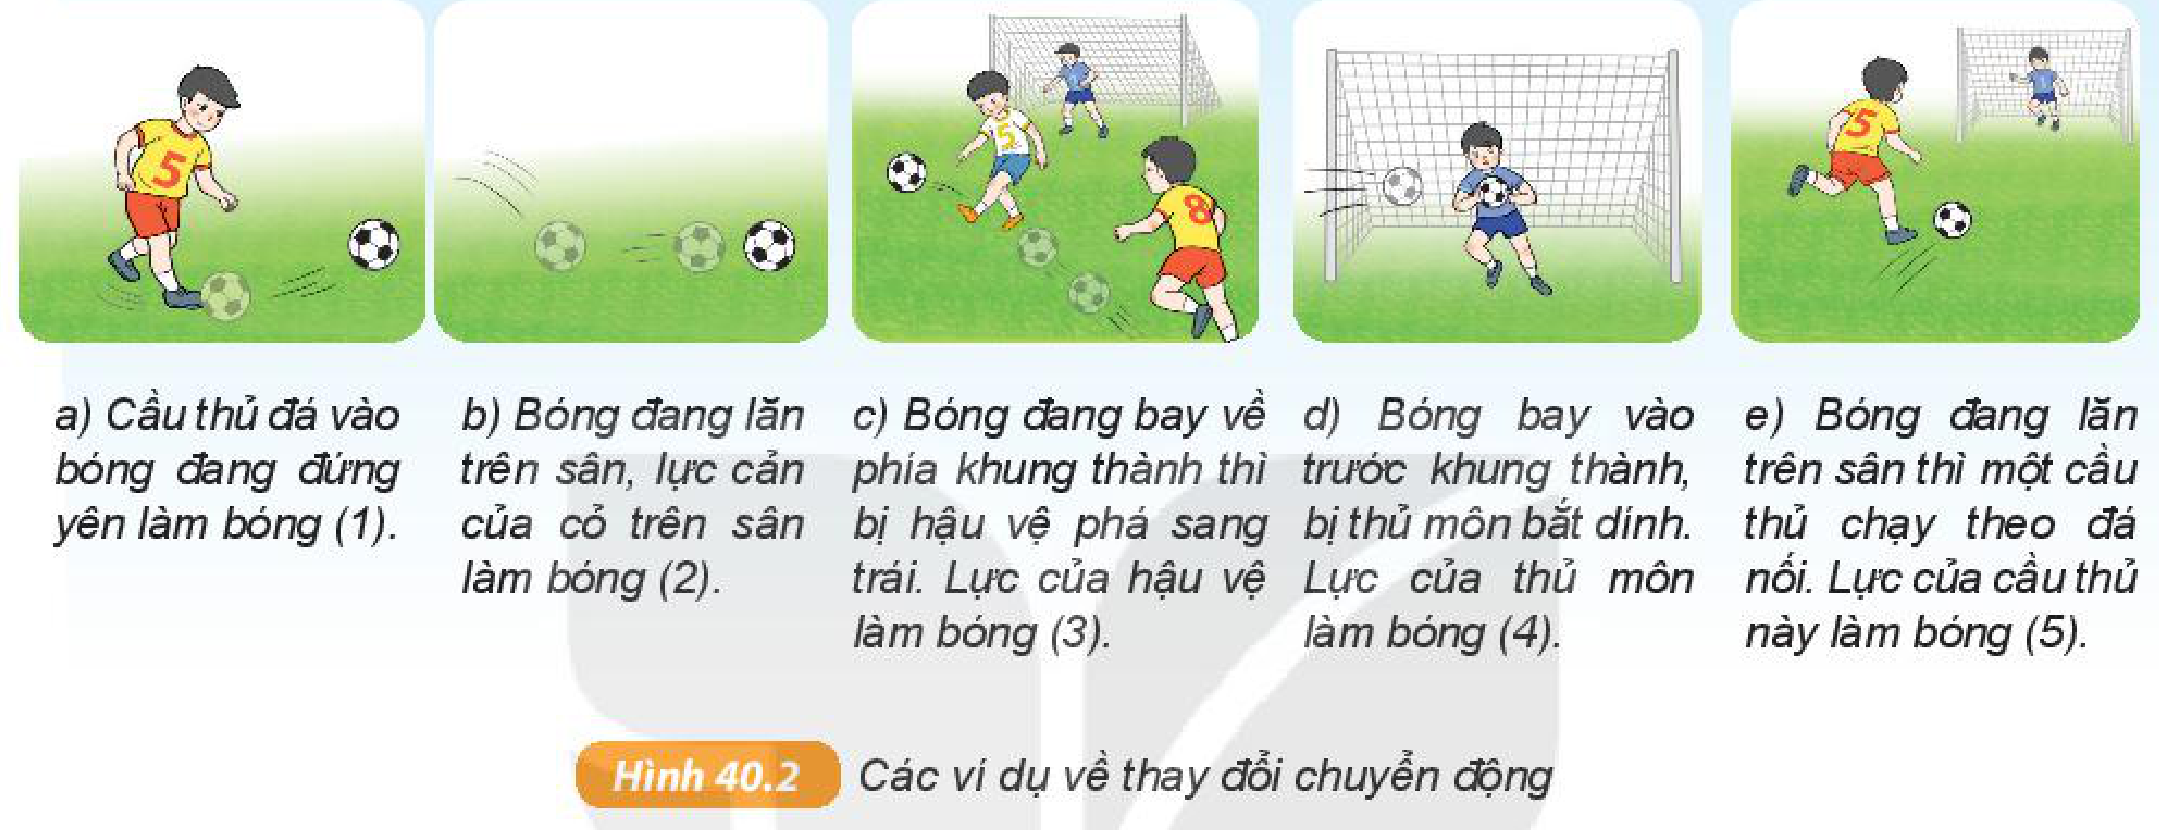 5
5
8
5
a) Cầu thủ đá vào
bóng đang đứng
yên làm bóng (1).
b) Bóng đang lăn
trên sân, lực cản
của cỏ trên sân
làm bóng (2).
c) Bóng đang bay về
phía khung thành thì
bị hậu vệ phá sang
trái. Lực của hậu vệ
làm bóng (3).
d) Bóng bay vào
trước khung thành,
bị thủ môn bắt dính.
Lực của thủ môn
làm bóng (4).
e) Bóng đang lăn
trên sân thì một cầu
thủ chạy theo đá
nối. Lực của cầu thủ
này làm bóng (5).
Hình 40.2 Các ví dụ về thay đổi chuyển động